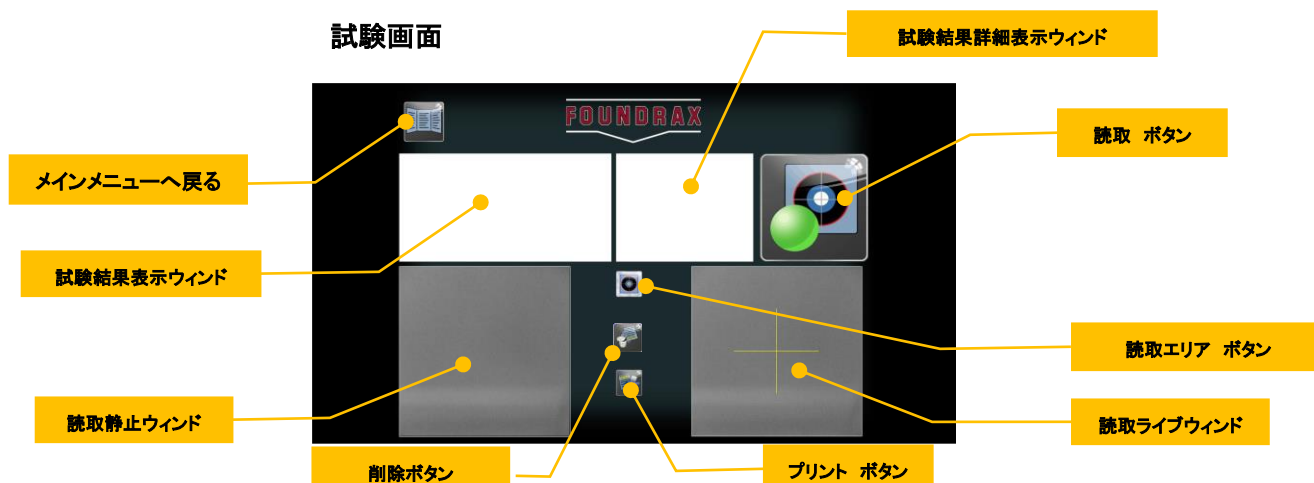 試験画面
試験結果詳細表示ウィンド
FOUNDRAX
読取 ボタン
メインメニューへ戻る
試験結果表示ウィンド
読取エリア ボタン
読取静止ウィンド
読取ライブウィンド
削除ボタン
プリント ボタン